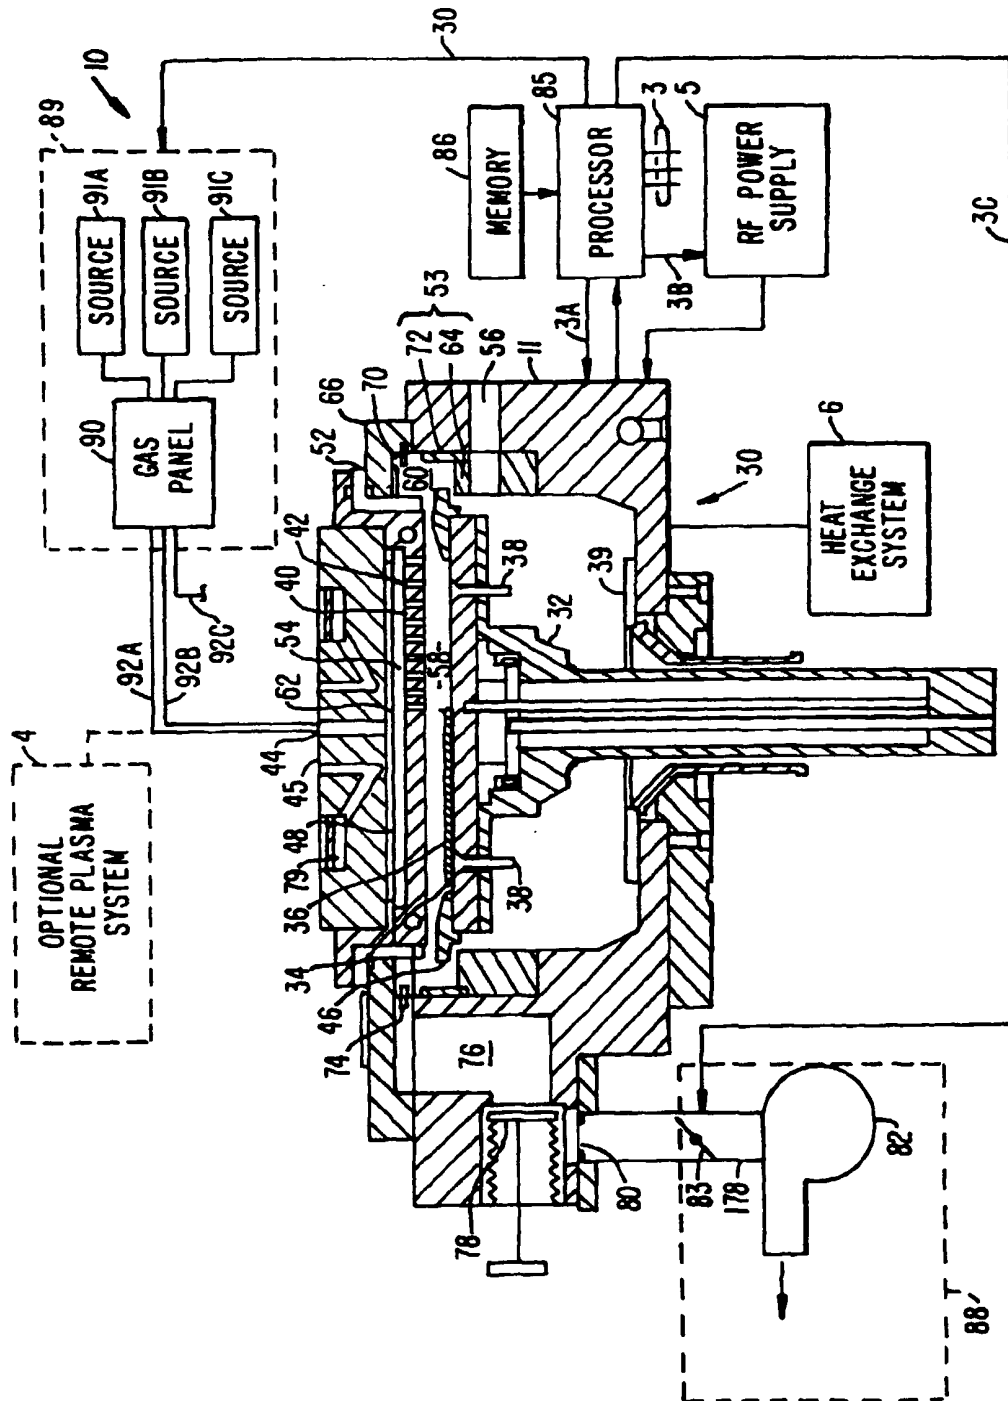 OPTIONAL
REMOTE PLASMA
SYSTEM
4
10
89
GAS
PANEL
90
SOURCE
91A
SOURCE
91B
SOURCE
91C
92A
92B
92C
30
MEMORY
86
PROCESSOR
85
3
RF POWER
SUPPLY
5
3A
3B
3C
HEAT
EXCHANGE
SYSTEM
6
30
39
32
38
38
58
60
11
56
64
72
53
70
66
52
42
40
54
62
44
45
48
79
36
34
46
74
76
78
80
83
178
82
88